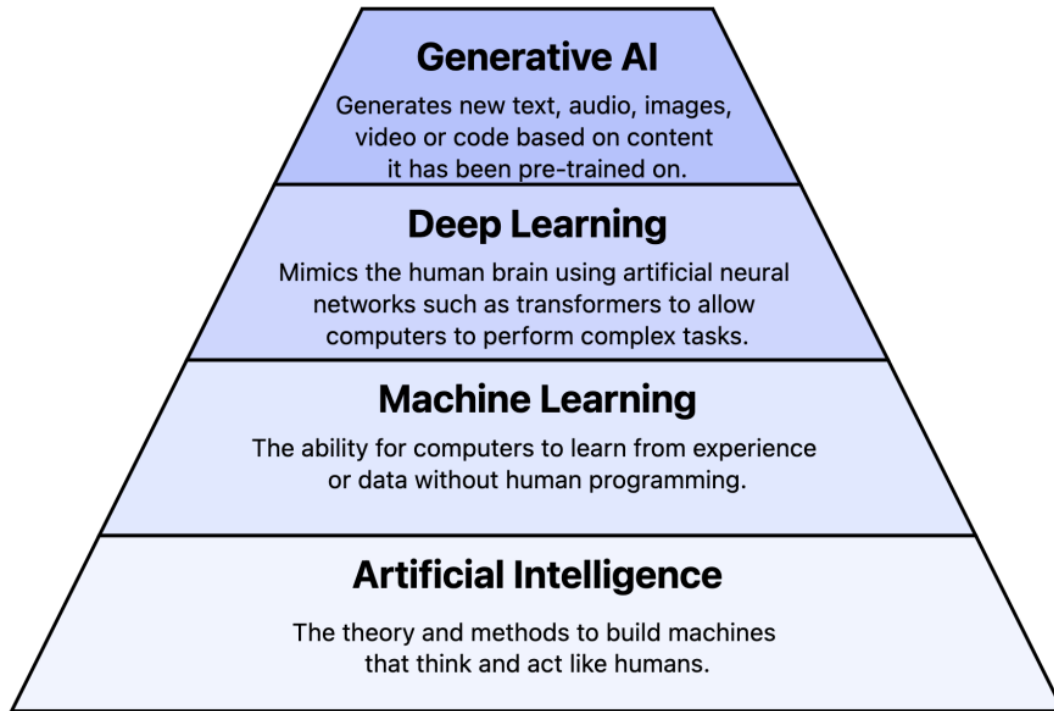 Generative AI
Generates new text, audio, images,
video or code based on content
it has been pre-trained on.
Deep Learning
Mimics the human brain using artificial neural
networks such as transformers to allow
computers to perform complex tasks.
Machine Learning
The ability for computers to learn from experience
or data without human programming.
Artificial Intelligence
The theory and methods to build machines
that think and act like humans.